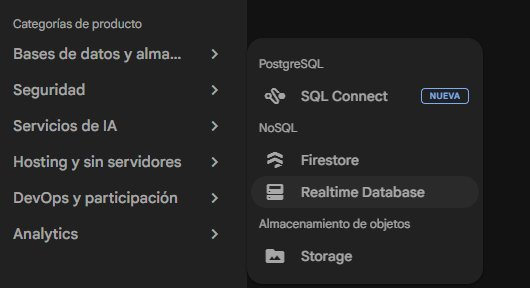 Categorías de producto
Bases de datos y alma...
Seguridad
Servicios de IA
Hosting y sin servidores
DevOps y participación
Analytics
PostgreSQL
SQL Connect
NUEVA
NoSQL
Firestore
Realtime Database
Almacenamiento de objetos
Storage